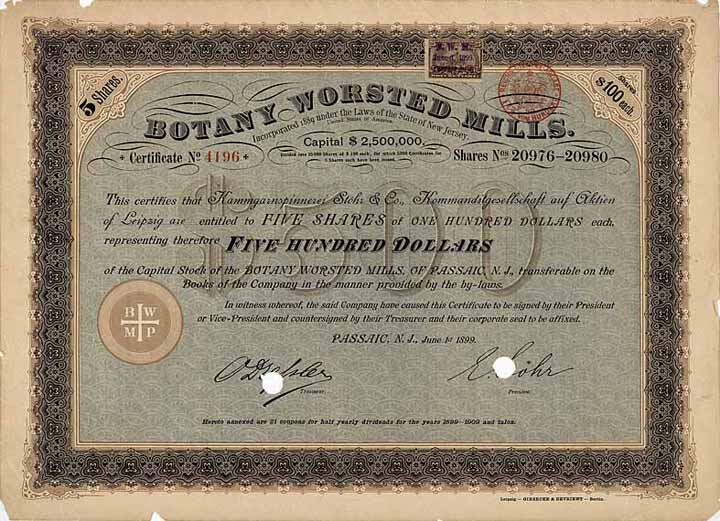 5 Shares.
Shares
$ 100 each.
B. W. M.
BOTANY WORSTED MILLS.
Incorporated 1889 under the Laws of the State of New Jersey,
United States of America.
Capital $ 2,500,000,
* Certificate No 4196 *
Shares Nos 20976–20980
$500
This certifies that Kammgarnspinnerei Stöhr & Co., Kommanditgesellschaft auf Aktien
of Leipzig are entitled to FIVE SHARES of ONE HUNDRED DOLLARS each,
representing therefore FIVE HUNDRED DOLLARS
of the Capital Stock of the BOTANY WORSTED MILLS, OF PASSAIC, N. J., transferable on the
Books of the Company in the manner provided by the by-laws.
In witness whereof, the said Company have caused this Certificate to be signed by their President
or Vice-President and countersigned by their Treasurer and their corporate seal to be affixed.
PASSAIC, N. J., June 1st 1899.
B W
M P
Treasurer.
President.
Hereto annexed are 21 coupons for half yearly dividends for the years 1899–1909 and talon.
Leipzig – GIESECKE & DEVRIENT – Berlin.